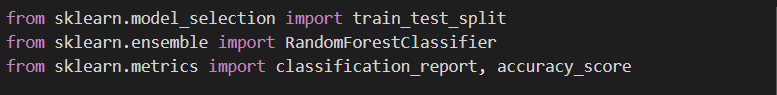 from sklearn.model_selection import train_test_split
from sklearn.ensemble import RandomForestClassifier
from sklearn.metrics import classification_report, accuracy_score